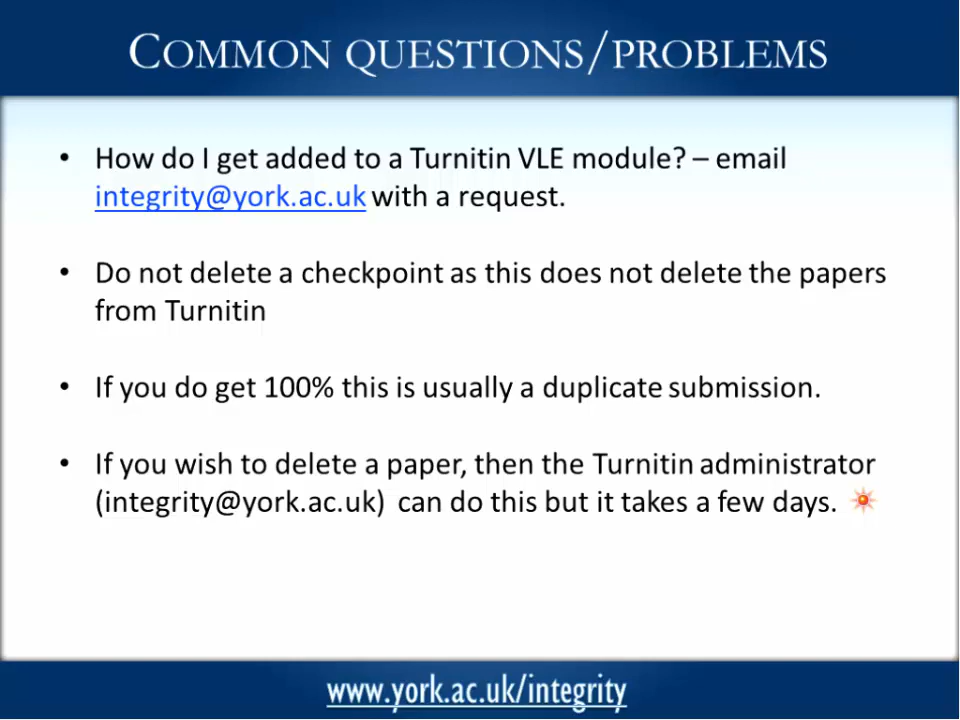 COMMON QUESTIONS/PROBLEMS
• How do I get added to a Turnitin VLE module? – email
integrity@york.ac.uk with a request.
• Do not delete a checkpoint as this does not delete the papers
from Turnitin
• If you do get 100% this is usually a duplicate submission.
• If you wish to delete a paper, then the Turnitin administrator
(integrity@york.ac.uk) can do this but it takes a few days.
www.york.ac.uk/integrity